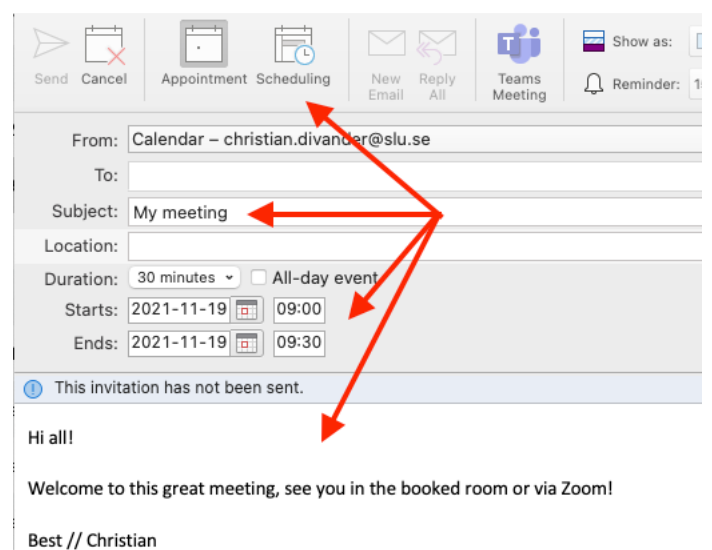 Send Cancel Appointment Scheduling New Email Reply All Teams Meeting Show as:
Reminder:
From: Calendar – christian.divander@slu.se
To:
Subject: My meeting
Location:
Duration: 30 minutes All-day event
Starts: 2021-11-19 09:00
Ends: 2021-11-19 09:30
This invitation has not been sent.
Hi all!
Welcome to this great meeting, see you in the booked room or via Zoom!
Best // Christian